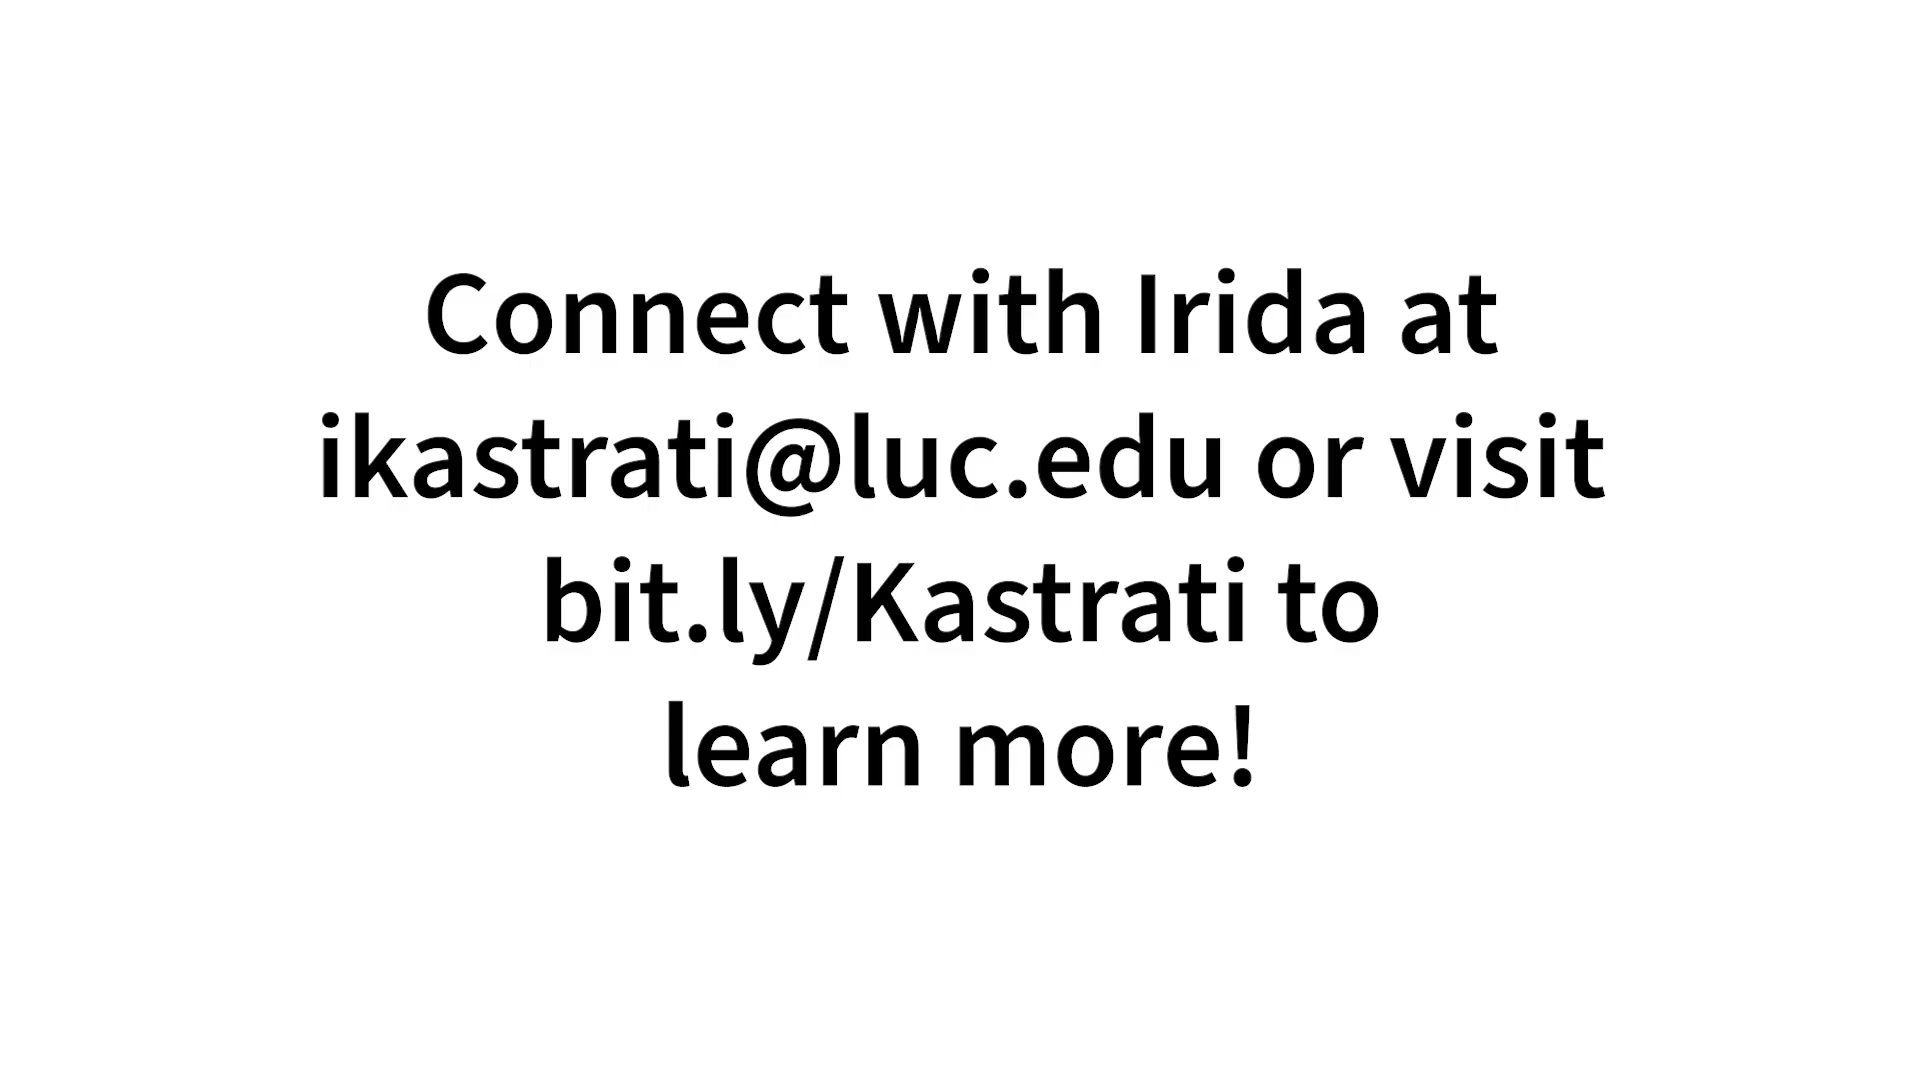 Connect with Irida at
ikastrati@luc.edu or visit
bit.ly/Kastrati to
learn more!